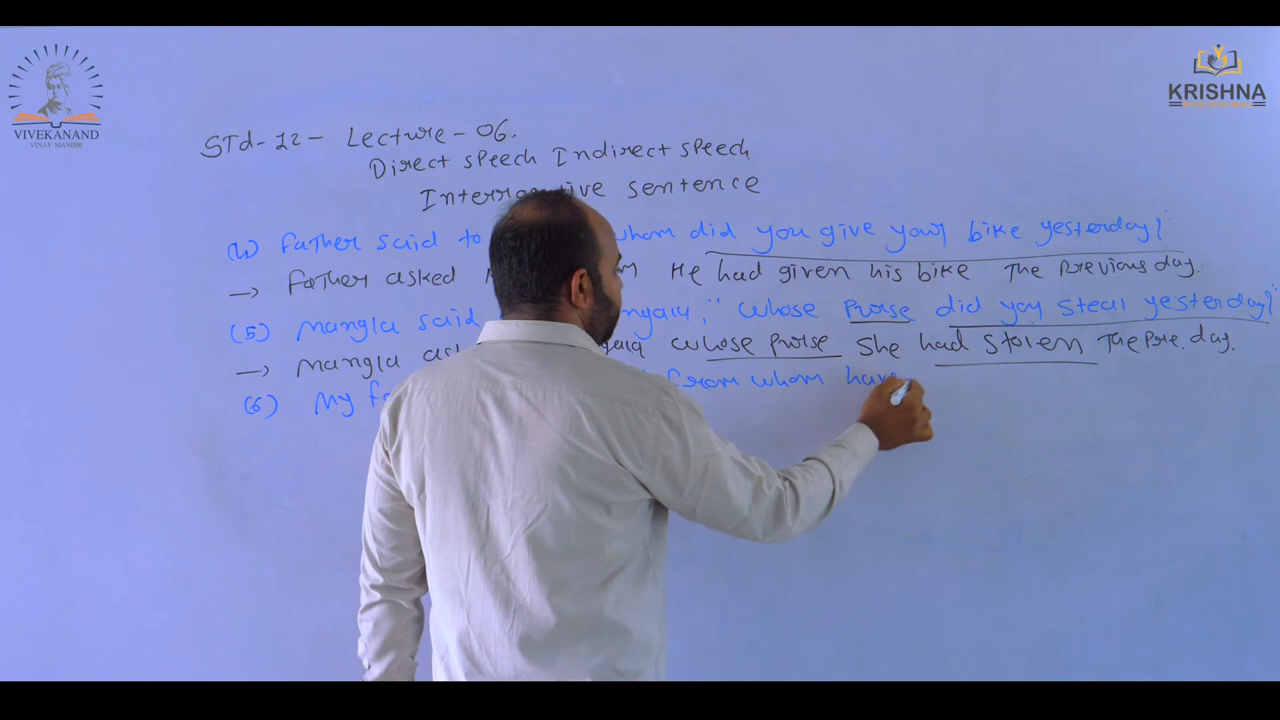 VIVEKANAND
VINAY MANDIR
KRISHNA
STd-12 - Lecture - 06.
Direct speech Indirect speech
sentence
(4) Father said to whom did you give your bike yesterday?
→ Father asked He had given his bike The Previous day.
(5) Mangla said " whose Purse did you steal yesterday?"
→ Mangla whose Purse She had stolen The Pre. day.
(6) My from whom have